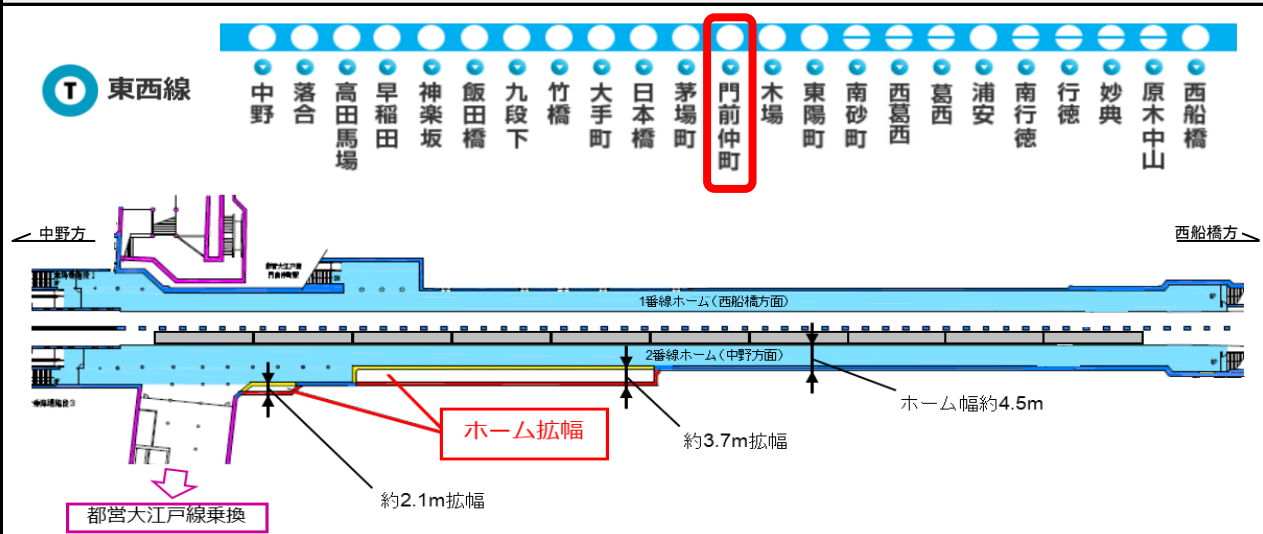 T 東西線
中野
落合
高田馬場
早稲田
神楽坂
飯田橋
九段下
竹橋
大手町
日本橋
茅場町
門前仲町
木場
東陽町
南砂町
西葛西
葛西
浦安
南行徳
行徳
妙典
原木中山
西船橋
中野方
西船橋方
都営大江戸線
1番線ホーム(西船橋方面)
2番線ホーム(中野方面)
ホーム幅約4.5m
ホーム拡幅
約3.7m拡幅
約2.1m拡幅
都営大江戸線乗換